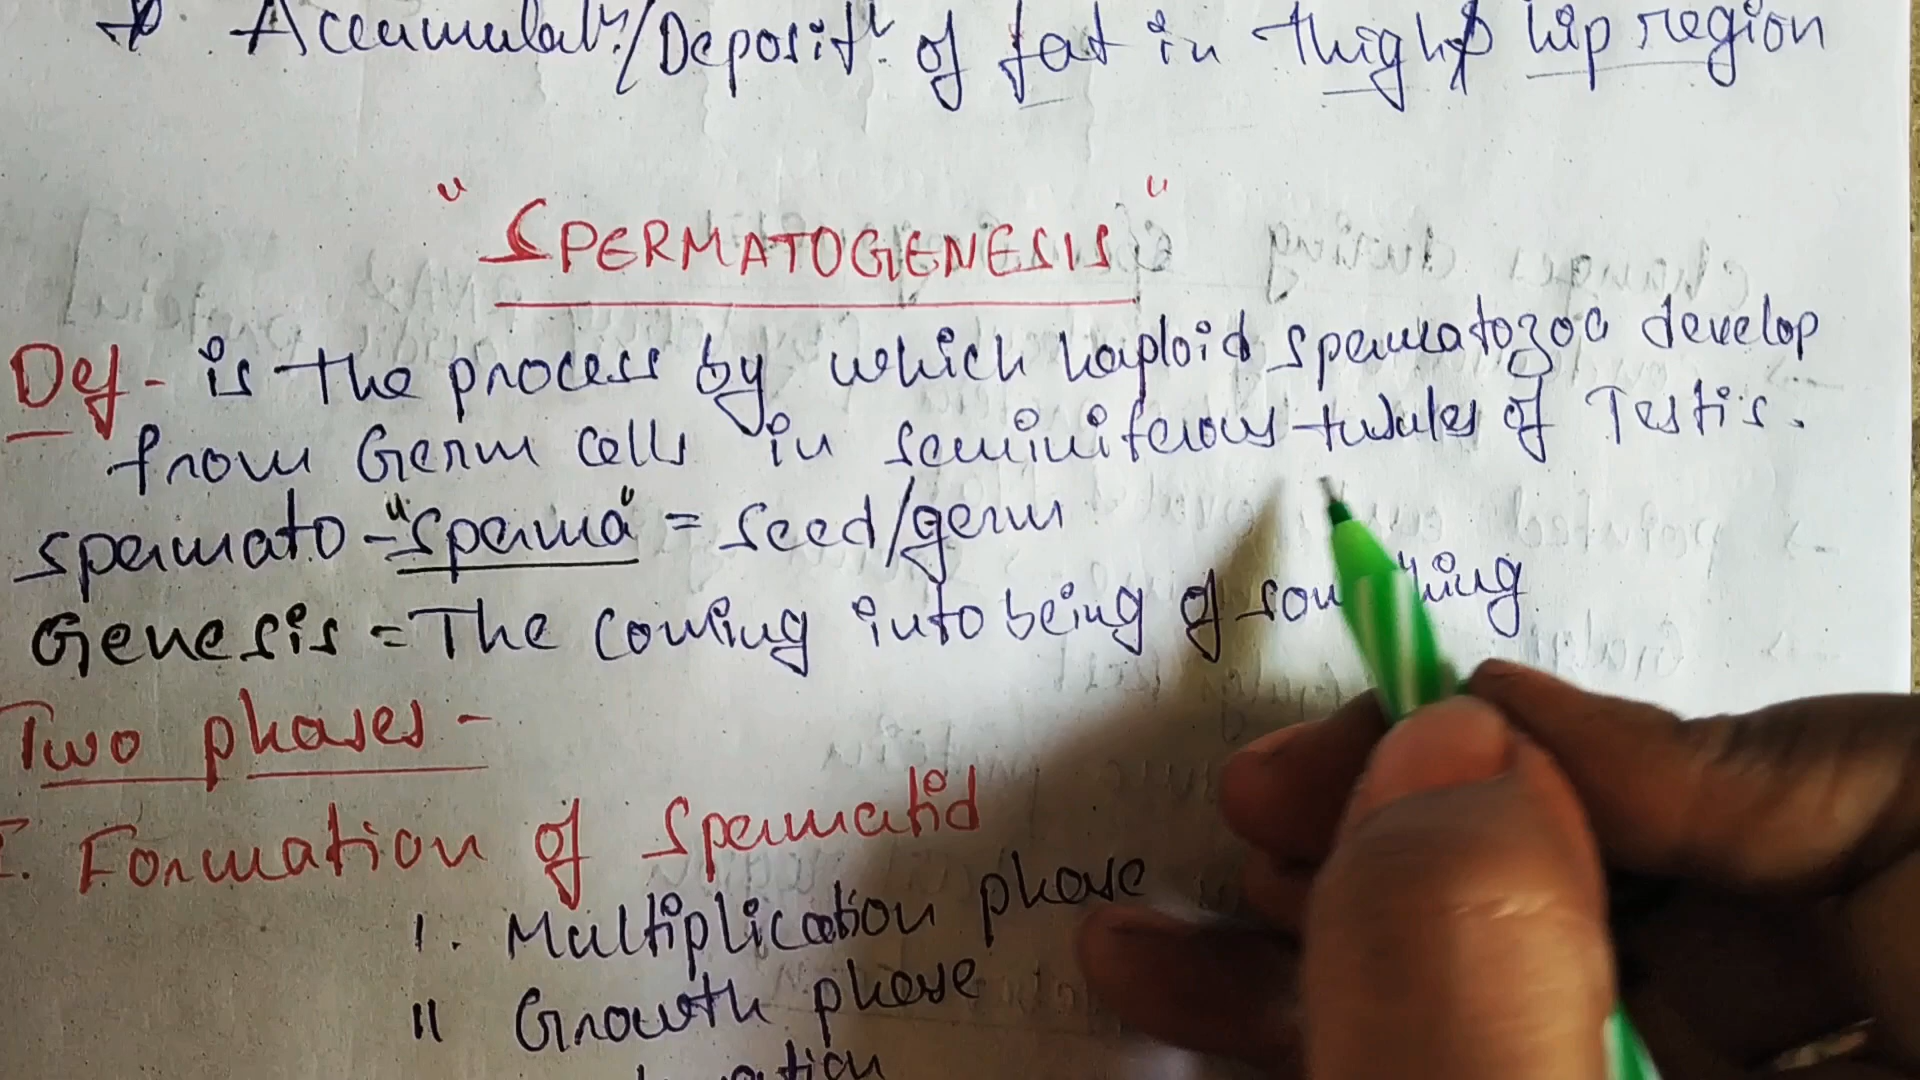 Accumulatn/Depositn of fat in thigh & hip region
"SPERMATOGENESIS"
Def - is the process by which haploid spermatozoa develop
from Germ cells in seminiferous tubules of Testis.
Spermato - "Sperma" = seed/germ
Genesis = The coming into being of something
Two phases -
I. Formation of Spermatid
I. Multiplication phase
II Growth phase